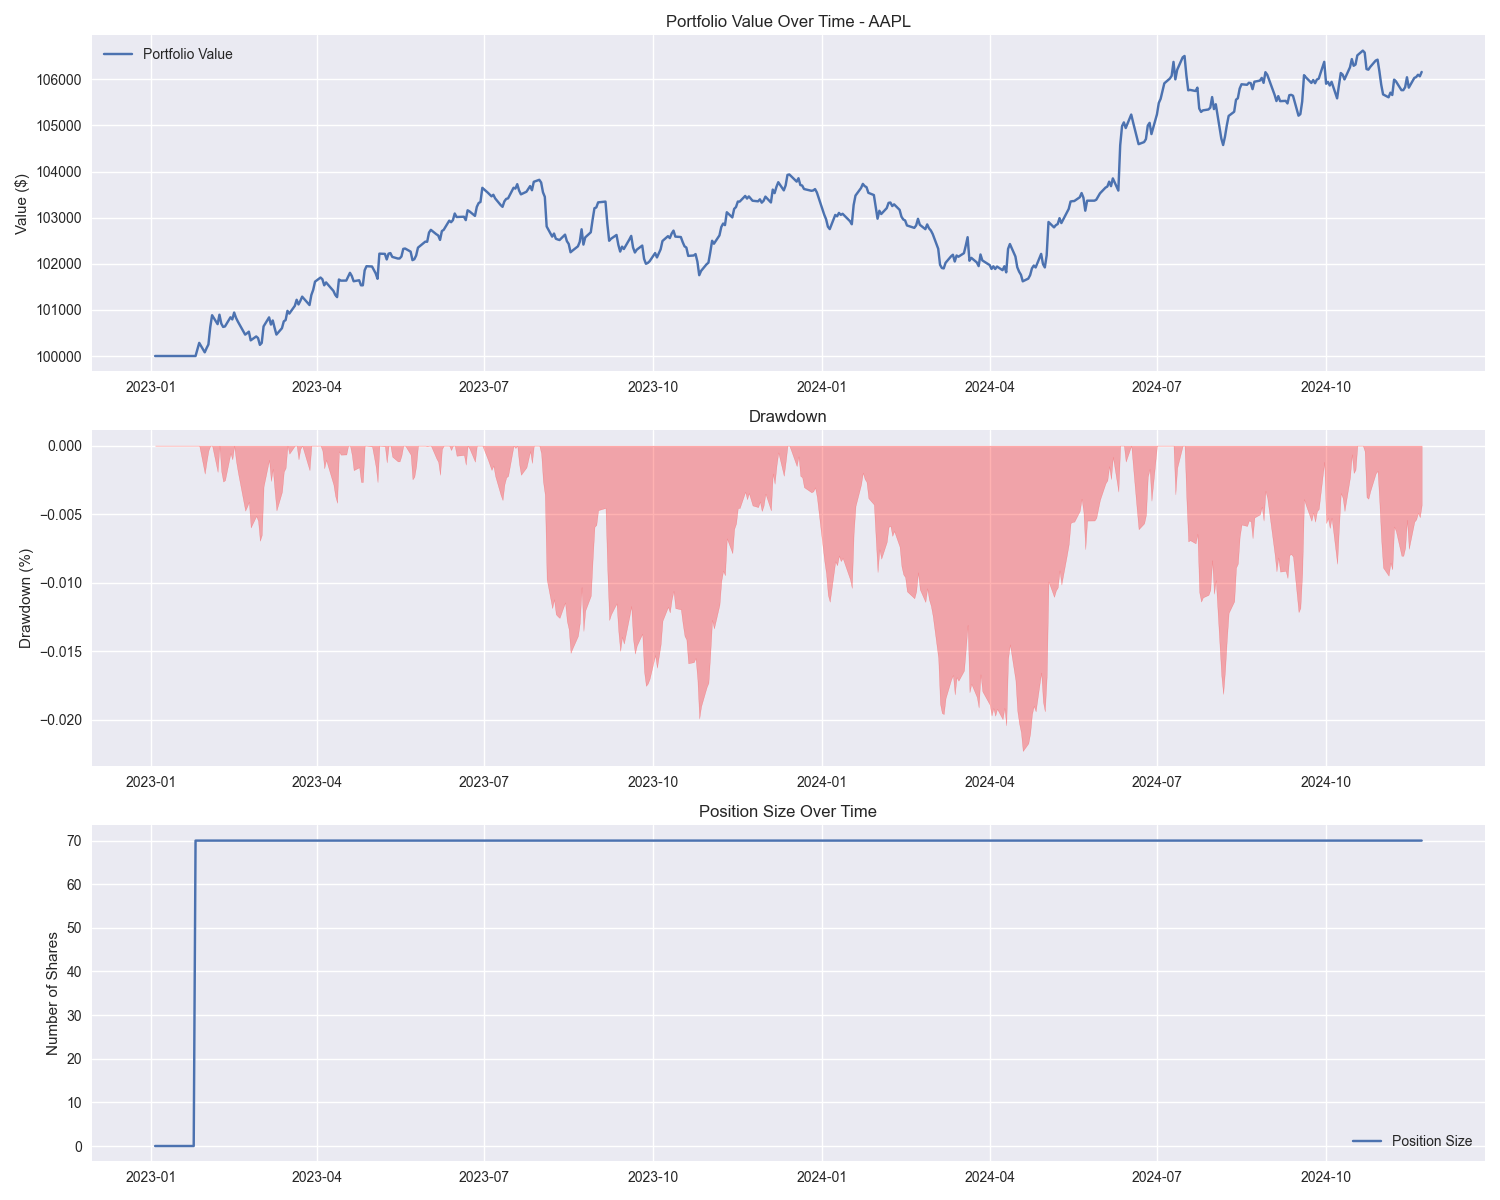 Portfolio Value Over Time - AAPL
Portfolio Value
Value ($)
106000
105000
104000
103000
102000
101000
100000
2023-01 2023-04 2023-07 2023-10 2024-01 2024-04 2024-07 2024-10
Drawdown
Drawdown (%)
0.000
−0.005
−0.010
−0.015
−0.020
2023-01 2023-04 2023-07 2023-10 2024-01 2024-04 2024-07 2024-10
Position Size Over Time
Number of Shares
70
60
50
40
30
20
10
0
Position Size
2023-01 2023-04 2023-07 2023-10 2024-01 2024-04 2024-07 2024-10